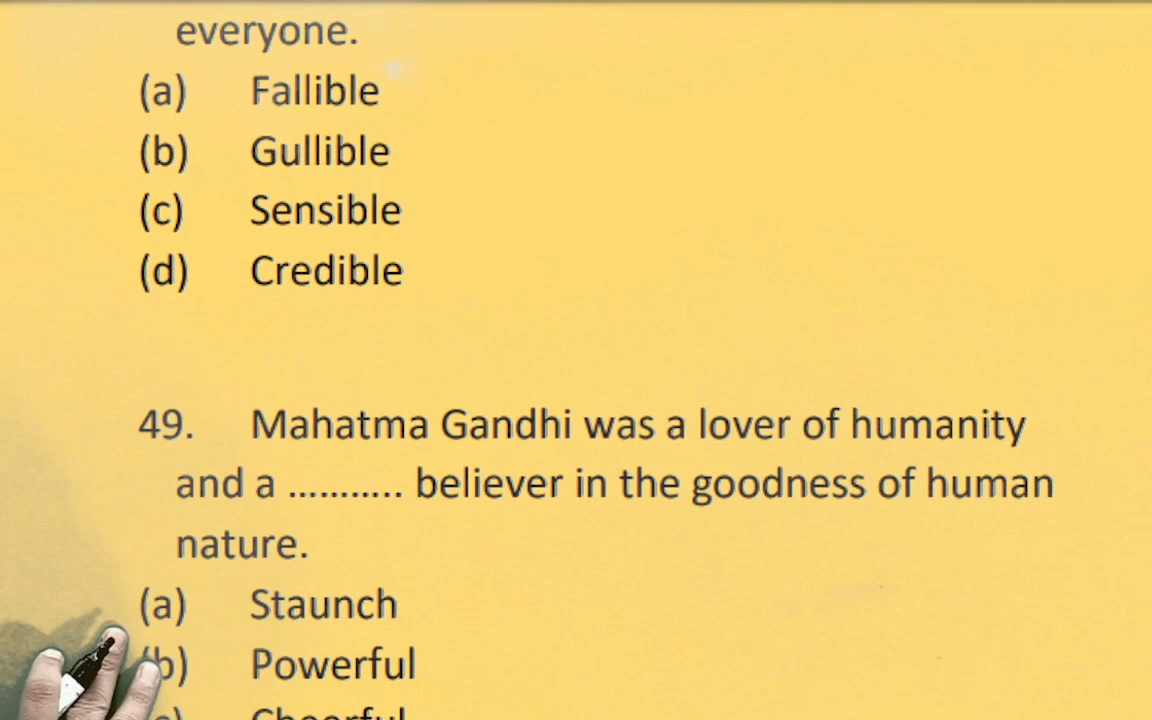 everyone.
(a) Fallible
(b) Gullible
(c) Sensible
(d) Credible
49. Mahatma Gandhi was a lover of humanity
and a ........... believer in the goodness of human
nature.
(a) Staunch
(b) Powerful
(c) Cheerful